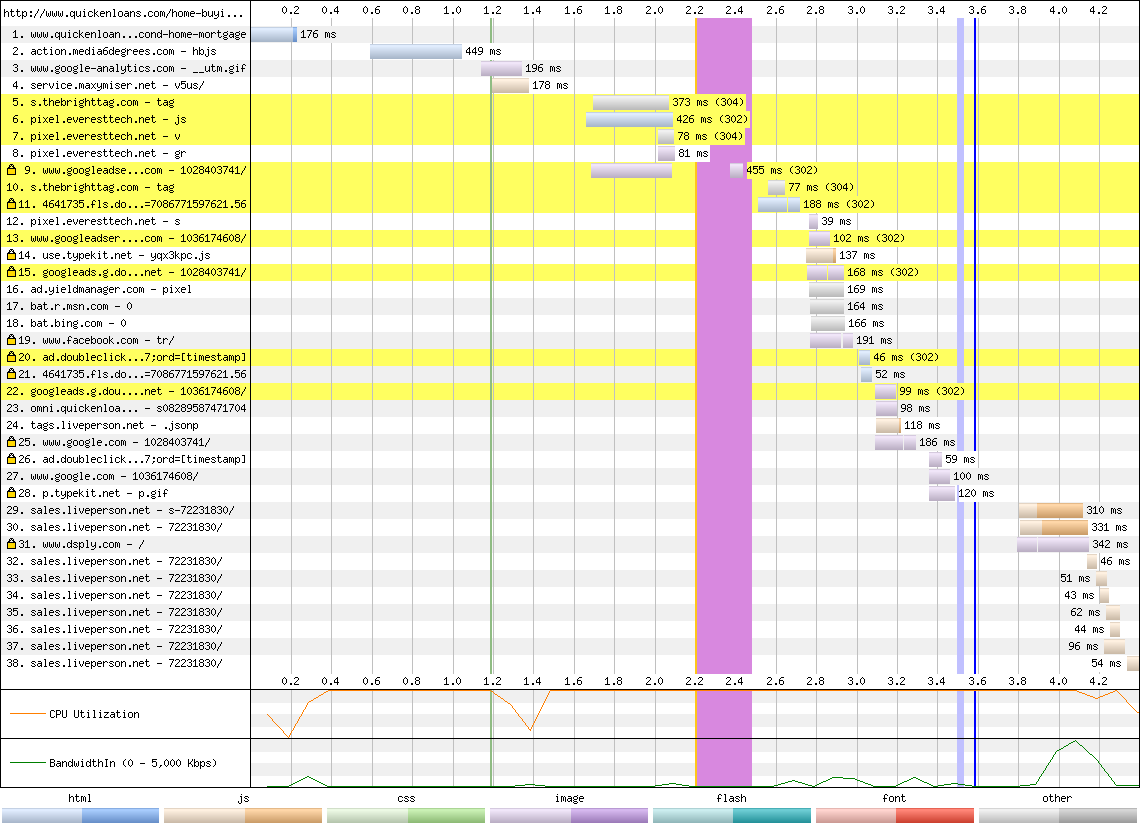 http://www.quickenloans.com/home-buyi...
0.2 0.4 0.6 0.8 1.0 1.2 1.4 1.6 1.8 2.0 2.2 2.4 2.6 2.8 3.0 3.2 3.4 3.6 3.8 4.0 4.2
1. www.quickenloan...cond-home-mortgage 176 ms
2. action.media6degrees.com - hbjs 449 ms
3. www.google-analytics.com - __utm.gif 196 ms
4. service.maxymiser.net - v5us/ 178 ms
5. s.thebrighttag.com - tag 373 ms (304)
6. pixel.everesttech.net - js 426 ms (302)
7. pixel.everesttech.net - v 78 ms (304)
8. pixel.everesttech.net - gr 81 ms
9. www.googleadse...com - 1028403741/ 455 ms (302)
10. s.thebrighttag.com - tag 77 ms (304)
11. 4641735.fls.do...=7086771597621.56 188 ms (302)
12. pixel.everesttech.net - s 39 ms
13. www.googleadser....com - 1036174608/ 102 ms (302)
14. use.typekit.net - yqx3kpc.js 137 ms
15. googleads.g.do...net - 1028403741/ 168 ms (302)
16. ad.yieldmanager.com - pixel 169 ms
17. bat.r.msn.com - 0 164 ms
18. bat.bing.com - 0 166 ms
19. www.facebook.com - tr/ 191 ms
20. ad.doubleclick...7;ord=[timestamp] 46 ms (302)
21. 4641735.fls.do...=7086771597621.56 52 ms
22. googleads.g.dou....net - 1036174608/ 99 ms (302)
23. omni.quickenloa... - s08289587471704 98 ms
24. tags.liveperson.net - .jsonp 118 ms
25. www.google.com - 1028403741/ 186 ms
26. ad.doubleclick...7;ord=[timestamp] 59 ms
27. www.google.com - 1036174608/ 100 ms
28. p.typekit.net - p.gif 120 ms
29. sales.liveperson.net - s-72231830/ 310 ms
30. sales.liveperson.net - 72231830/ 331 ms
31. www.dsply.com - / 342 ms
32. sales.liveperson.net - 72231830/ 46 ms
33. sales.liveperson.net - 72231830/ 51 ms
34. sales.liveperson.net - 72231830/ 43 ms
35. sales.liveperson.net - 72231830/ 62 ms
36. sales.liveperson.net - 72231830/ 44 ms
37. sales.liveperson.net - 72231830/ 96 ms
38. sales.liveperson.net - 72231830/ 54 ms
0.2 0.4 0.6 0.8 1.0 1.2 1.4 1.6 1.8 2.0 2.2 2.4 2.6 2.8 3.0 3.2 3.4 3.6 3.8 4.0 4.2
CPU Utilization
BandwidthIn (0 - 5,000 Kbps)
html js css image flash font other